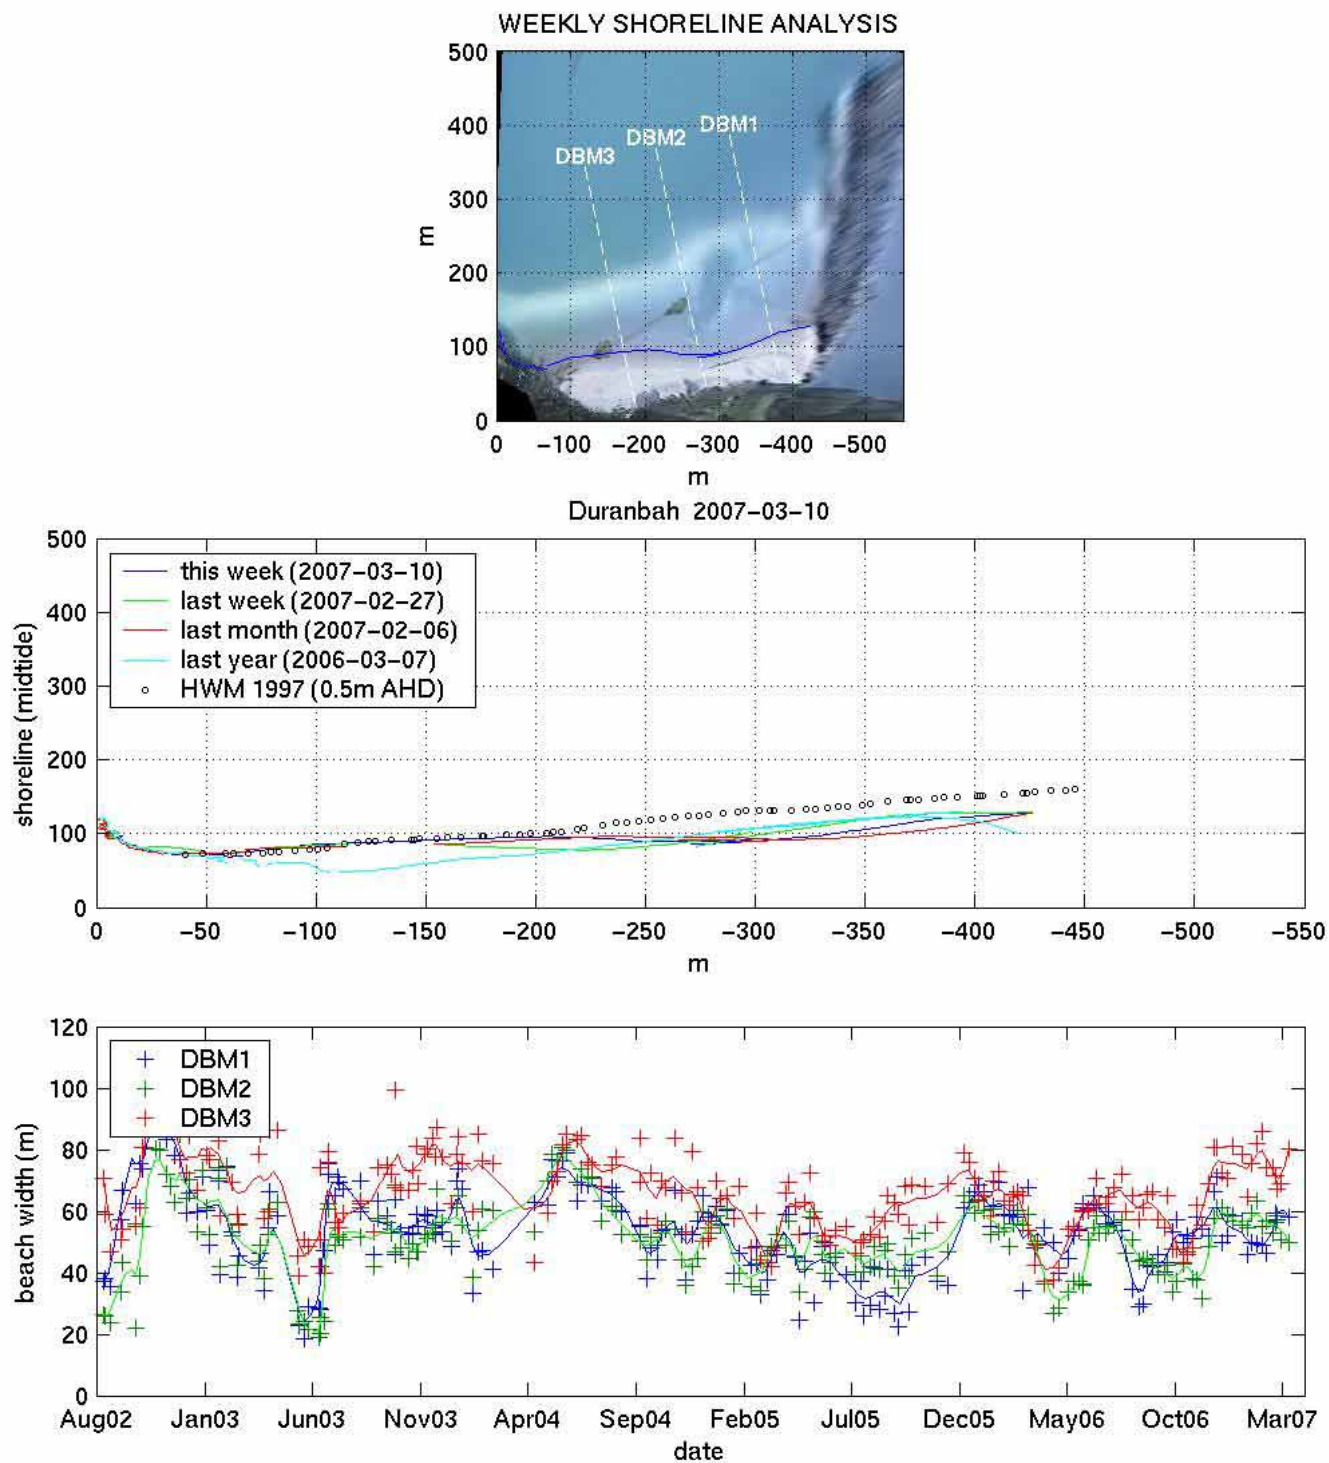 WEEKLY SHORELINE ANALYSIS
500
400
300
200
100
0
m
DBM3
DBM2
DBM1
0 -100 -200 -300 -400 -500
m
Duranbah 2007-03-10
500
400
300
200
100
0
shoreline (midtide)
this week (2007-03-10)
last week (2007-02-27)
last month (2007-02-06)
last year (2006-03-07)
HWM 1997 (0.5m AHD)
0 -50 -100 -150 -200 -250 -300 -350 -400 -450 -500 -550
m
120
100
80
60
40
20
0
beach width (m)
DBM1
DBM2
DBM3
Aug02 Jan03 Jun03 Nov03 Apr04 Sep04 Feb05 Jul05 Dec05 May06 Oct06 Mar07
date